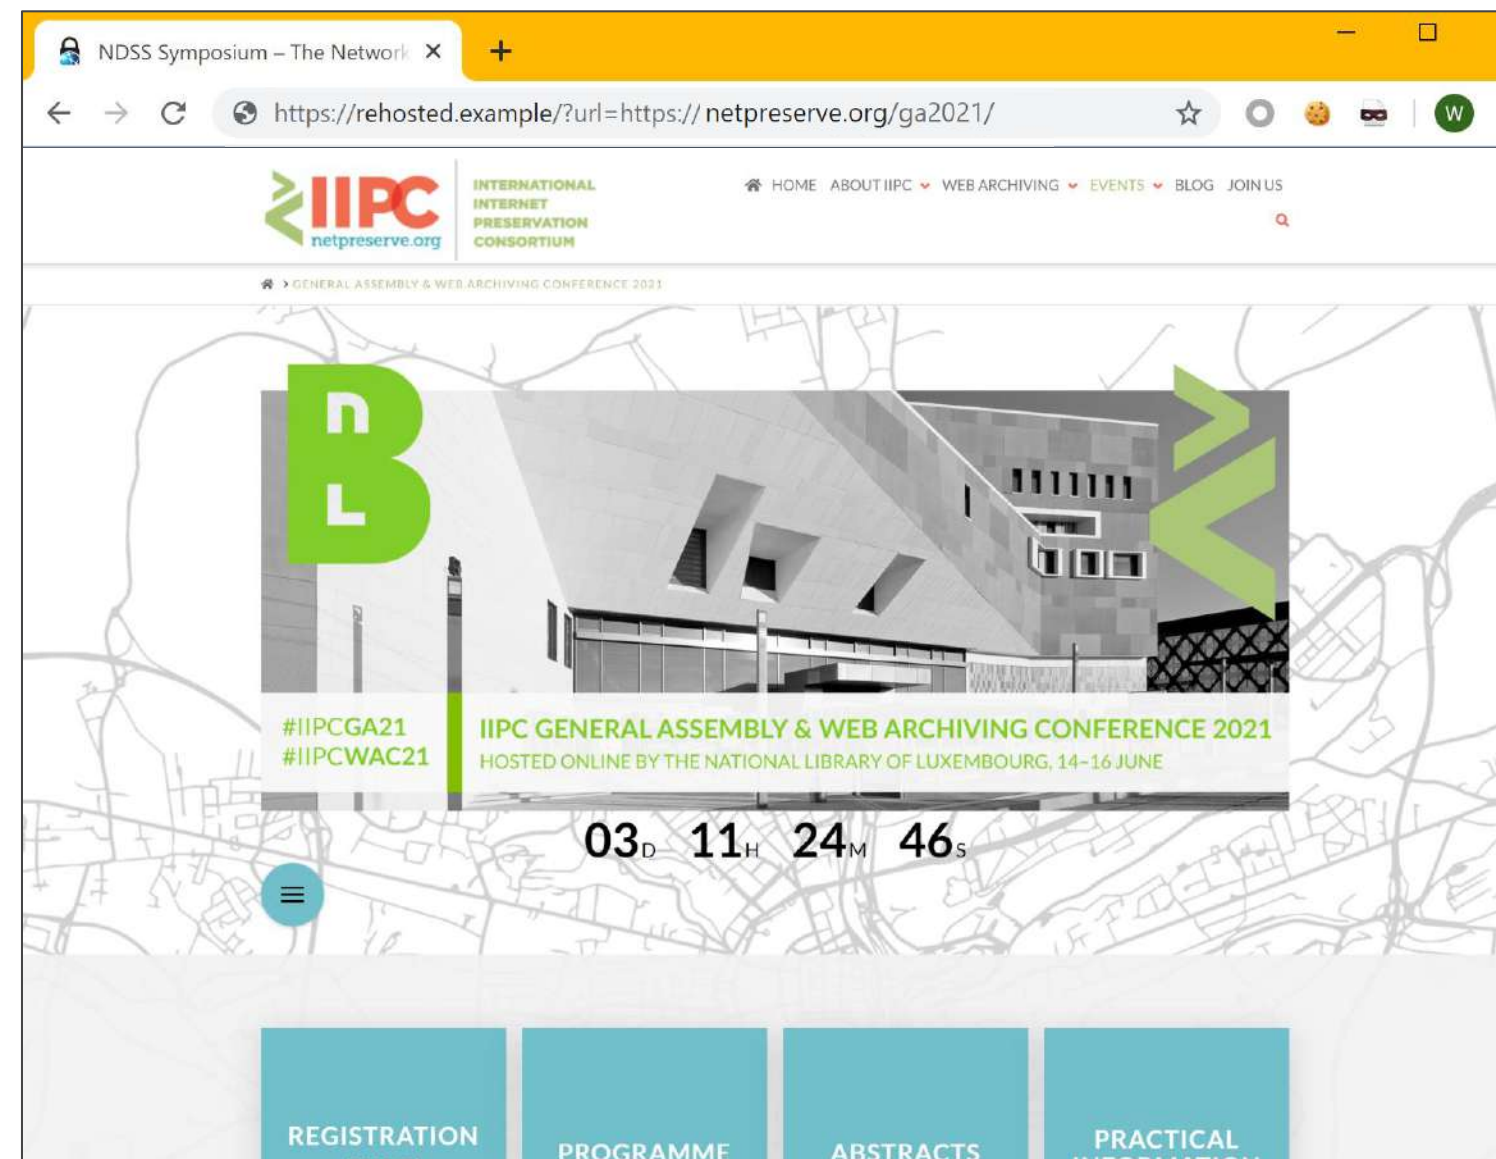 NDSS Symposium – The Network
https://rehosted.example/?url=https://netpreserve.org/ga2021/
W
IIPC
netpreserve.org
INTERNATIONAL
INTERNET
PRESERVATION
CONSORTIUM
HOME ABOUT IIPC WEB ARCHIVING EVENTS BLOG JOIN US
GENERAL ASSEMBLY & WEB ARCHIVING CONFERENCE 2021
n
B
L
#IIPCGA21
#IIPCWAC21
IIPC GENERAL ASSEMBLY & WEB ARCHIVING CONFERENCE 2021
HOSTED ONLINE BY THE NATIONAL LIBRARY OF LUXEMBOURG, 14–16 JUNE
03D 11H 24M 46S
REGISTRATION
PROGRAMME
ABSTRACTS
PRACTICAL
INFORMATION